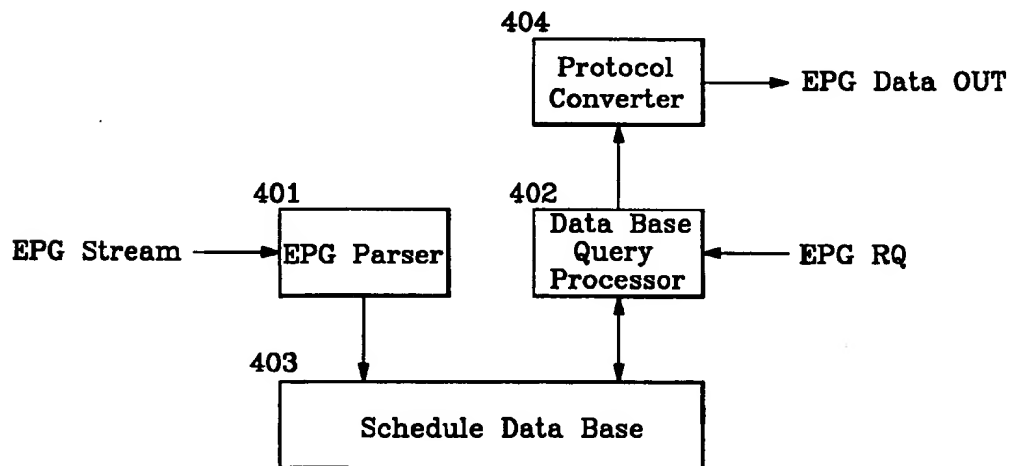 404
Protocol
Converter
EPG Data OUT
401
402
EPG Stream
EPG Parser
Data Base
Query
Processor
EPG RQ
403
Schedule Data Base